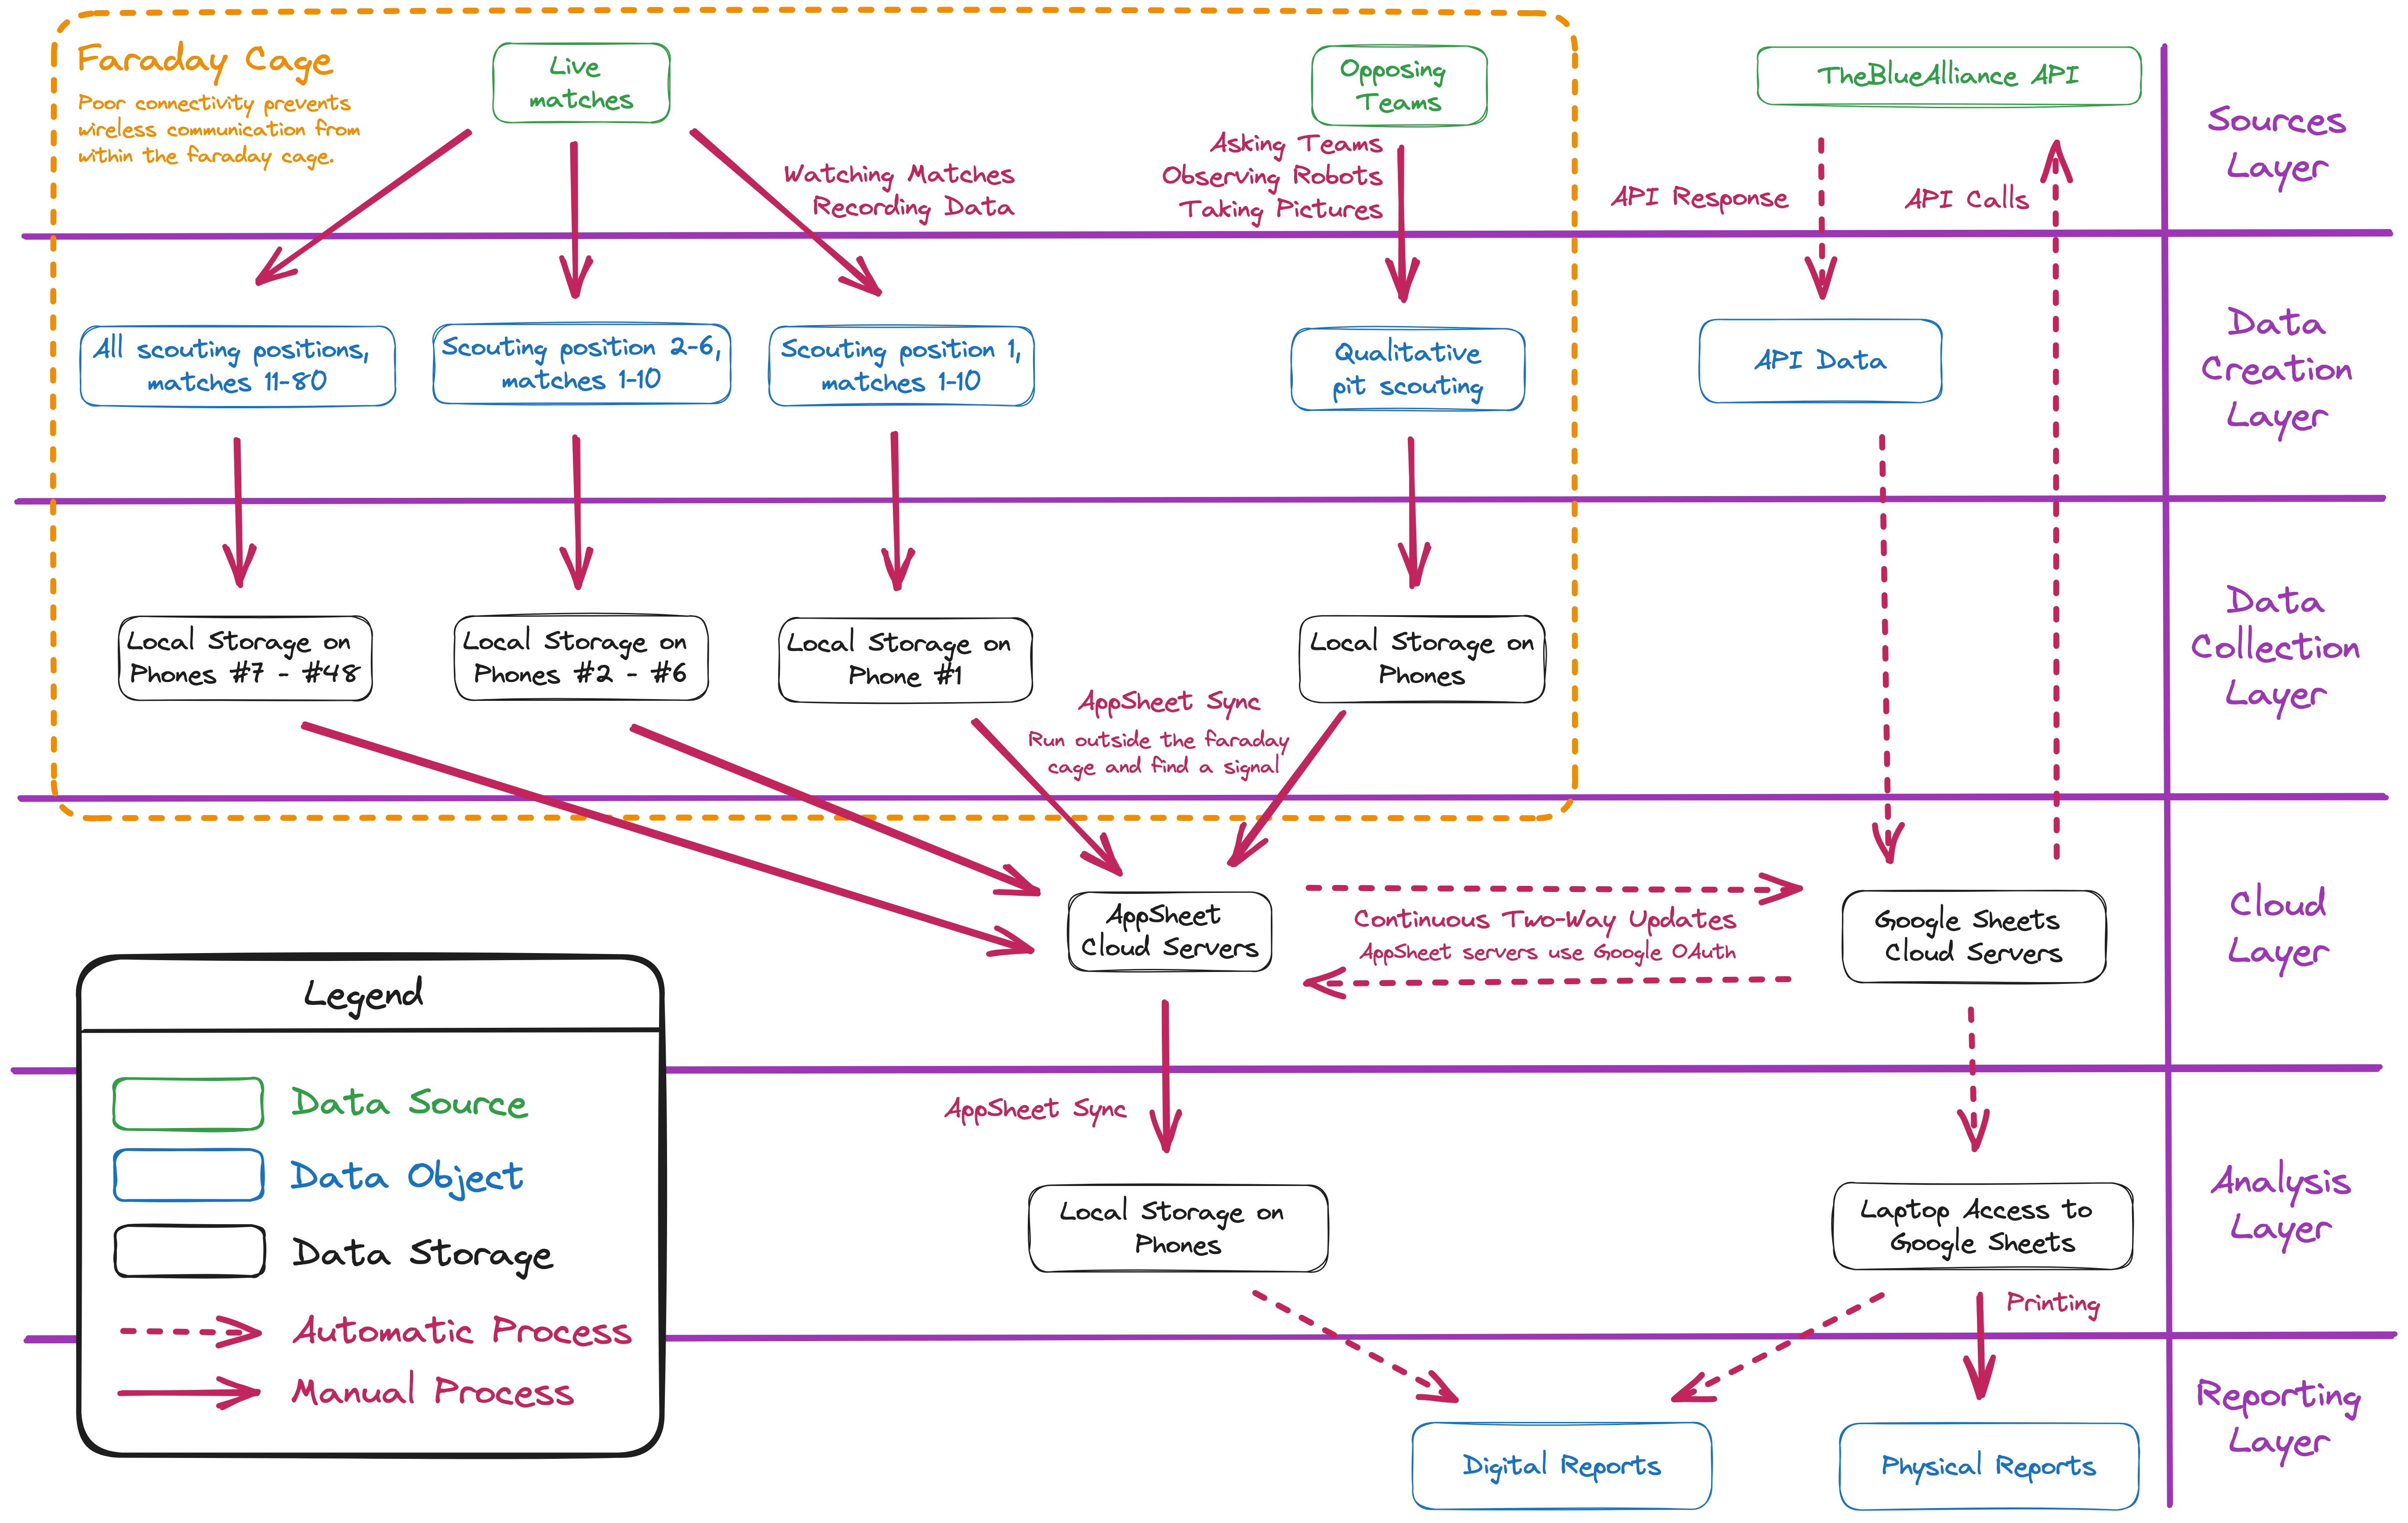 Faraday Cage
Poor connectivity prevents
wireless communication from
within the faraday cage.
Live
matches
Opposing
Teams
TheBlueAlliance API
Sources
Layer
Watching Matches
Recording Data
Asking Teams
Observing Robots
Taking Pictures
API Response
API Calls
All scouting positions,
matches 11-80
Scouting position 2-6,
matches 1-10
Scouting position 1,
matches 1-10
Qualitative
pit scouting
API Data
Data
Creation
Layer
Local Storage on
Phones #7 - #48
Local Storage on
Phones #2 - #6
Local Storage on
Phone #1
Local Storage on
Phones
Data
Collection
Layer
AppSheet Sync
Run outside the faraday
cage and find a signal
AppSheet
Cloud Servers
Continuous Two-Way Updates
AppSheet servers use Google OAuth
Google Sheets
Cloud Servers
Cloud
Layer
AppSheet Sync
Local Storage on
Phones
Laptop Access to
Google Sheets
Analysis
Layer
Printing
Digital Reports
Physical Reports
Reporting
Layer
Legend
Data Source
Data Object
Data Storage
Automatic Process
Manual Process